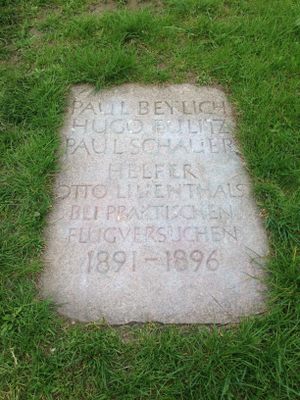 PAUL BEYLICH
HUGO EULITZ
PAUL SCHAUER
HELFER
OTTO LILIENTHALS
BEI PRAKTISCHEN
FLUGVERSUCHEN
1891-1896